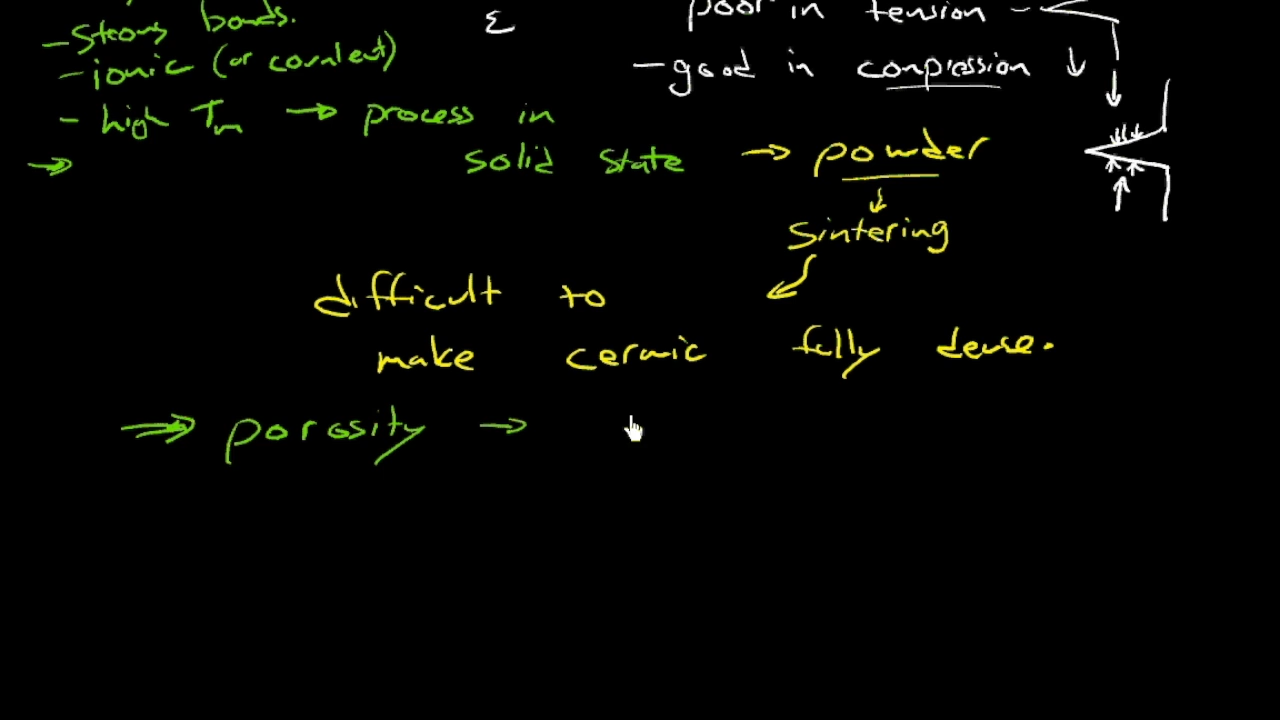 - Strong bonds.
- ionic (or covalent)
- high Tm → process in
solid state → powder
ε
poor in tension -
- good in compression ↓
sintering
difficult to
make ceramic fully dense.
⇒ porosity →